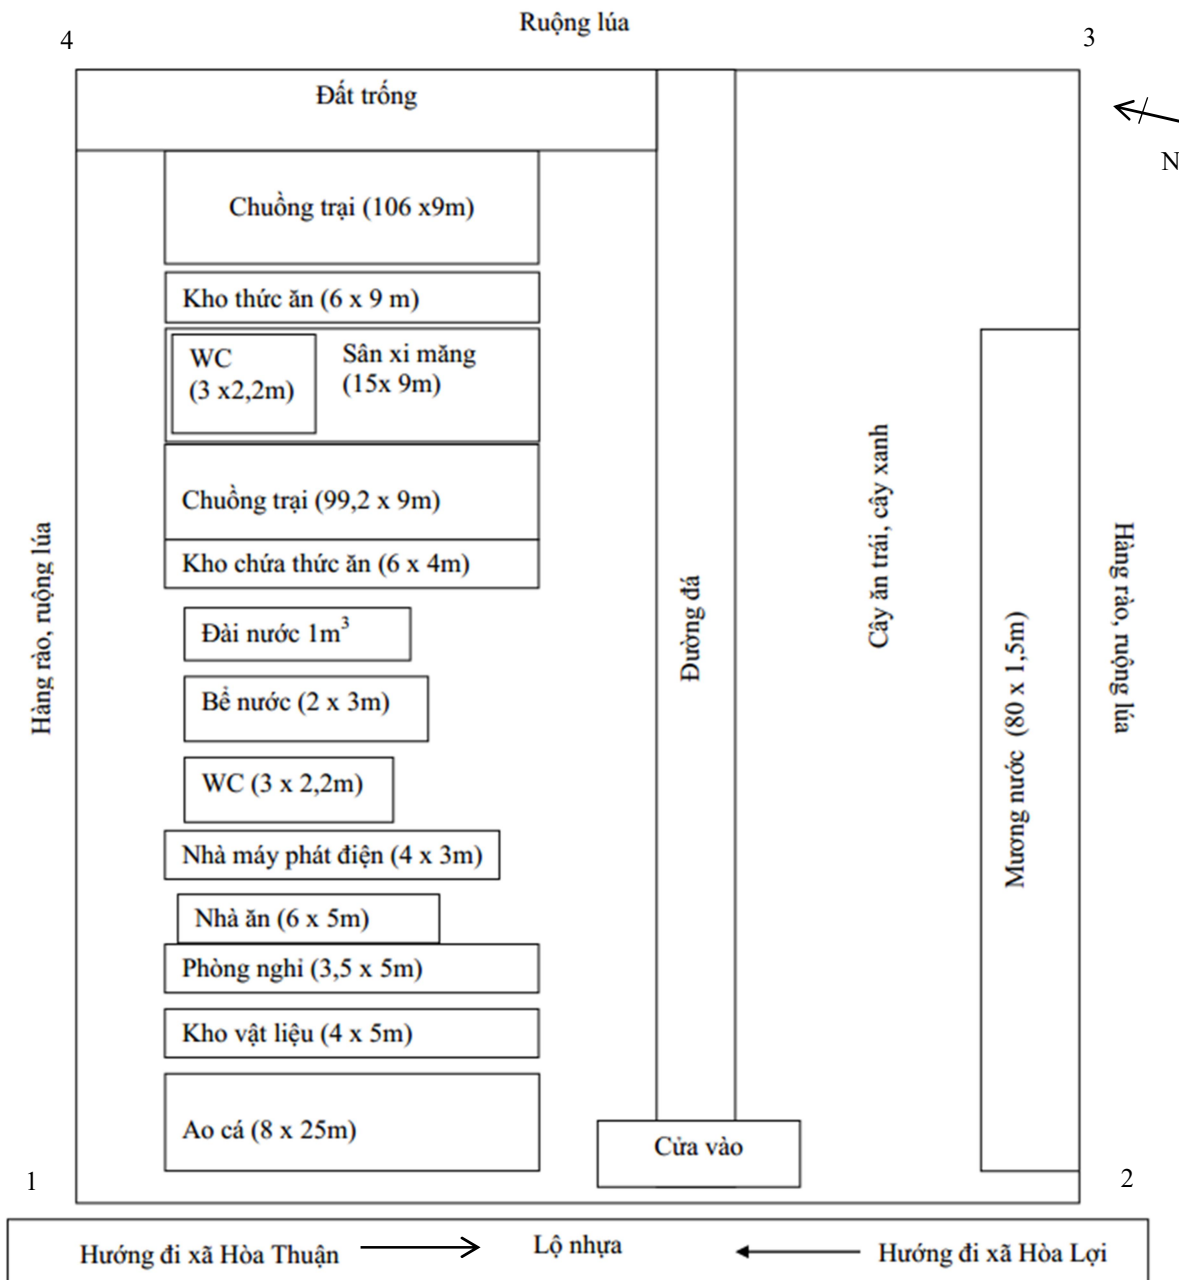 Ruộng lúa
4
3
Đất trống
N
Chuồng trại (106 x9m)
Kho thức ăn (6 x 9 m)
WC
(3 x2,2m)
Sân xi măng
(15x 9m)
Chuồng trại (99,2 x 9m)
Kho chứa thức ăn (6 x 4m)
Đài nước 1m³
Bể nước (2 x 3m)
WC (3 x 2,2m)
Nhà máy phát điện (4 x 3m)
Nhà ăn (6 x 5m)
Phòng nghỉ (3,5 x 5m)
Kho vật liệu (4 x 5m)
Ao cá (8 x 25m)
Hàng rào, ruộng lúa
Đường đá
Cây ăn trái, cây xanh
Mương nước (80 x 1,5m)
Hàng rào, ruộng lúa
Cửa vào
1
2
Hướng đi xã Hòa Thuận
Lộ nhựa
Hướng đi xã Hòa Lợi